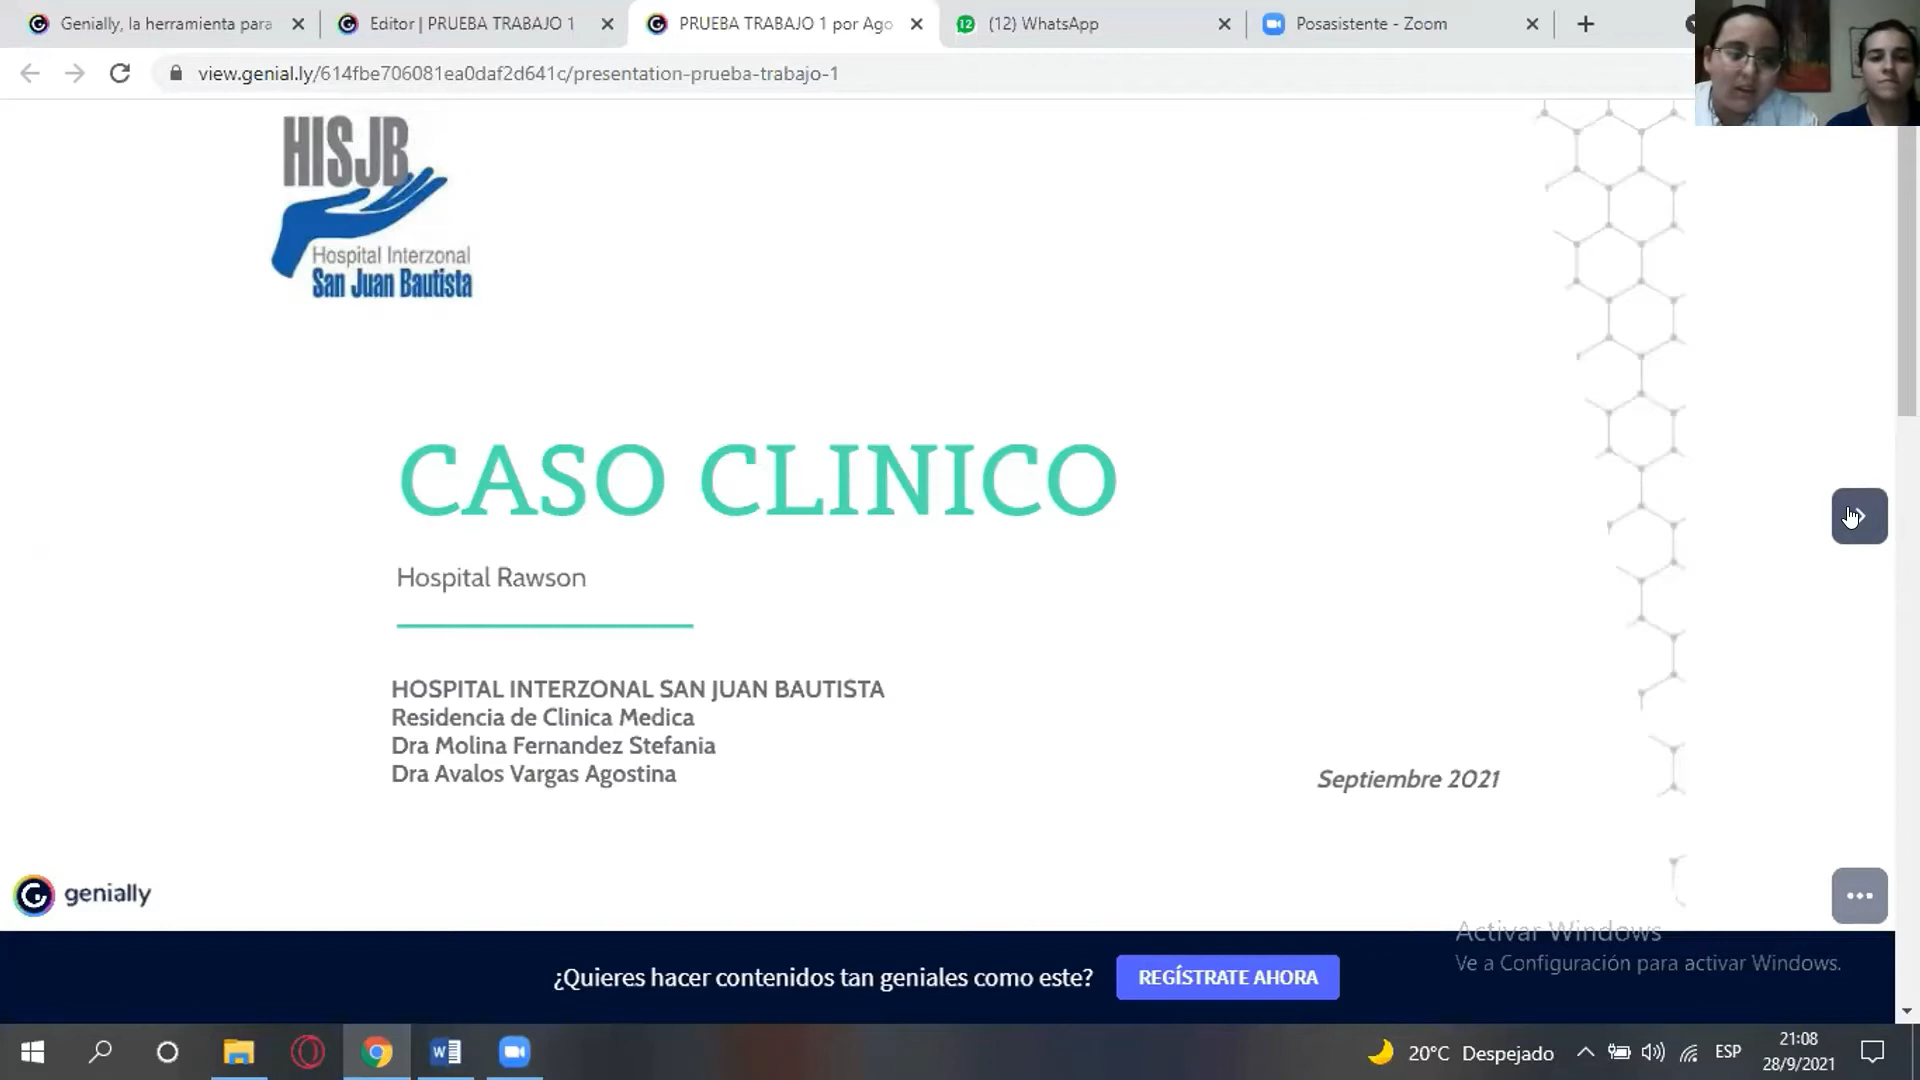 Genially, la herramienta para
Editor | PRUEBA TRABAJO 1
PRUEBA TRABAJO 1 por Ago
12
(12) WhatsApp
Posasistente - Zoom
view.genial.ly/614fbe706081ea0daf2d641c/presentation-prueba-trabajo-1
HISJB
Hospital Interzonal
San Juan Bautista
CASO CLINICO
Hospital Rawson
HOSPITAL INTERZONAL SAN JUAN BAUTISTA
Residencia de Clinica Medica
Dra Molina Fernandez Stefania
Dra Avalos Vargas Agostina
Septiembre 2021
genially
Activar Windows
Ve a Configuración para activar Windows.
¿Quieres hacer contenidos tan geniales como este?
REGÍSTRATE AHORA
20°C Despejado
ESP
21:08
28/9/2021